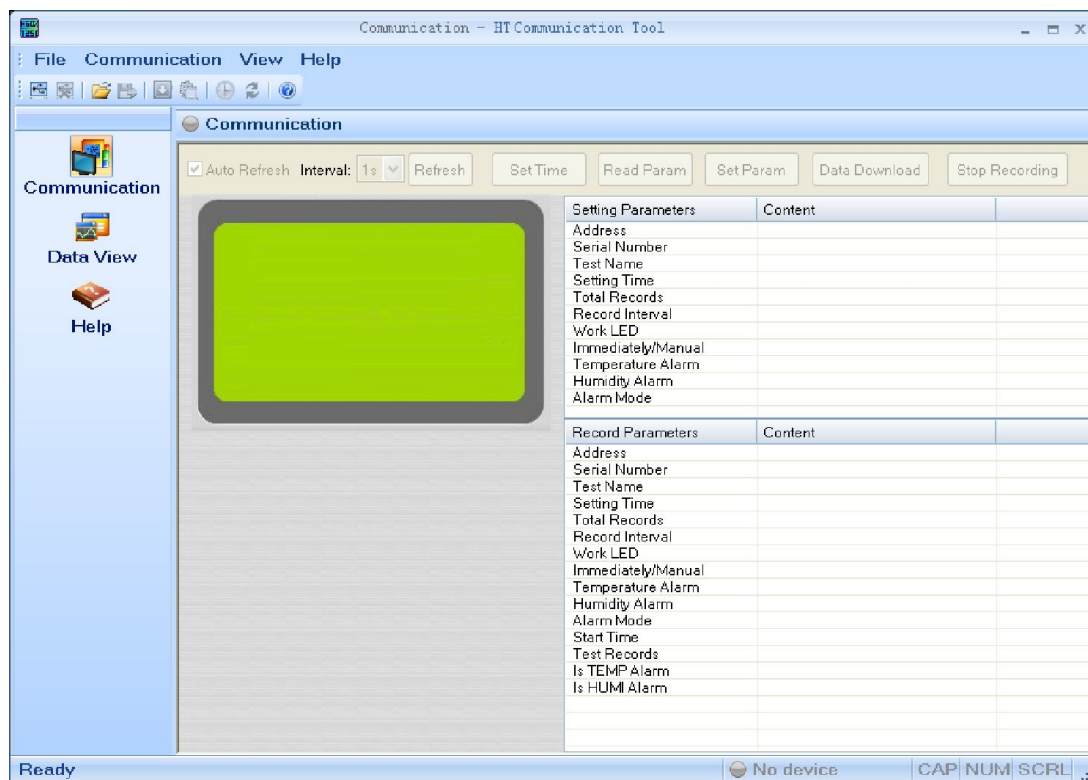 Communication - HTCommunication Tool
File Communication View Help
Communication
Auto Refresh Interval: 1s Refresh Set Time Read Param Set Param Data Download Stop Recording
Communication
Data View
Help
Setting Parameters Content
Address
Serial Number
Test Name
Setting Time
Total Records
Record Interval
Work LED
Immediately/Manual
Temperature Alarm
Humidity Alarm
Alarm Mode
Record Parameters Content
Address
Serial Number
Test Name
Setting Time
Total Records
Record Interval
Work LED
Immediately/Manual
Temperature Alarm
Humidity Alarm
Alarm Mode
Start Time
Test Records
Is TEMP Alarm
Is HUMI Alarm
Ready No device CAP NUM SCRL